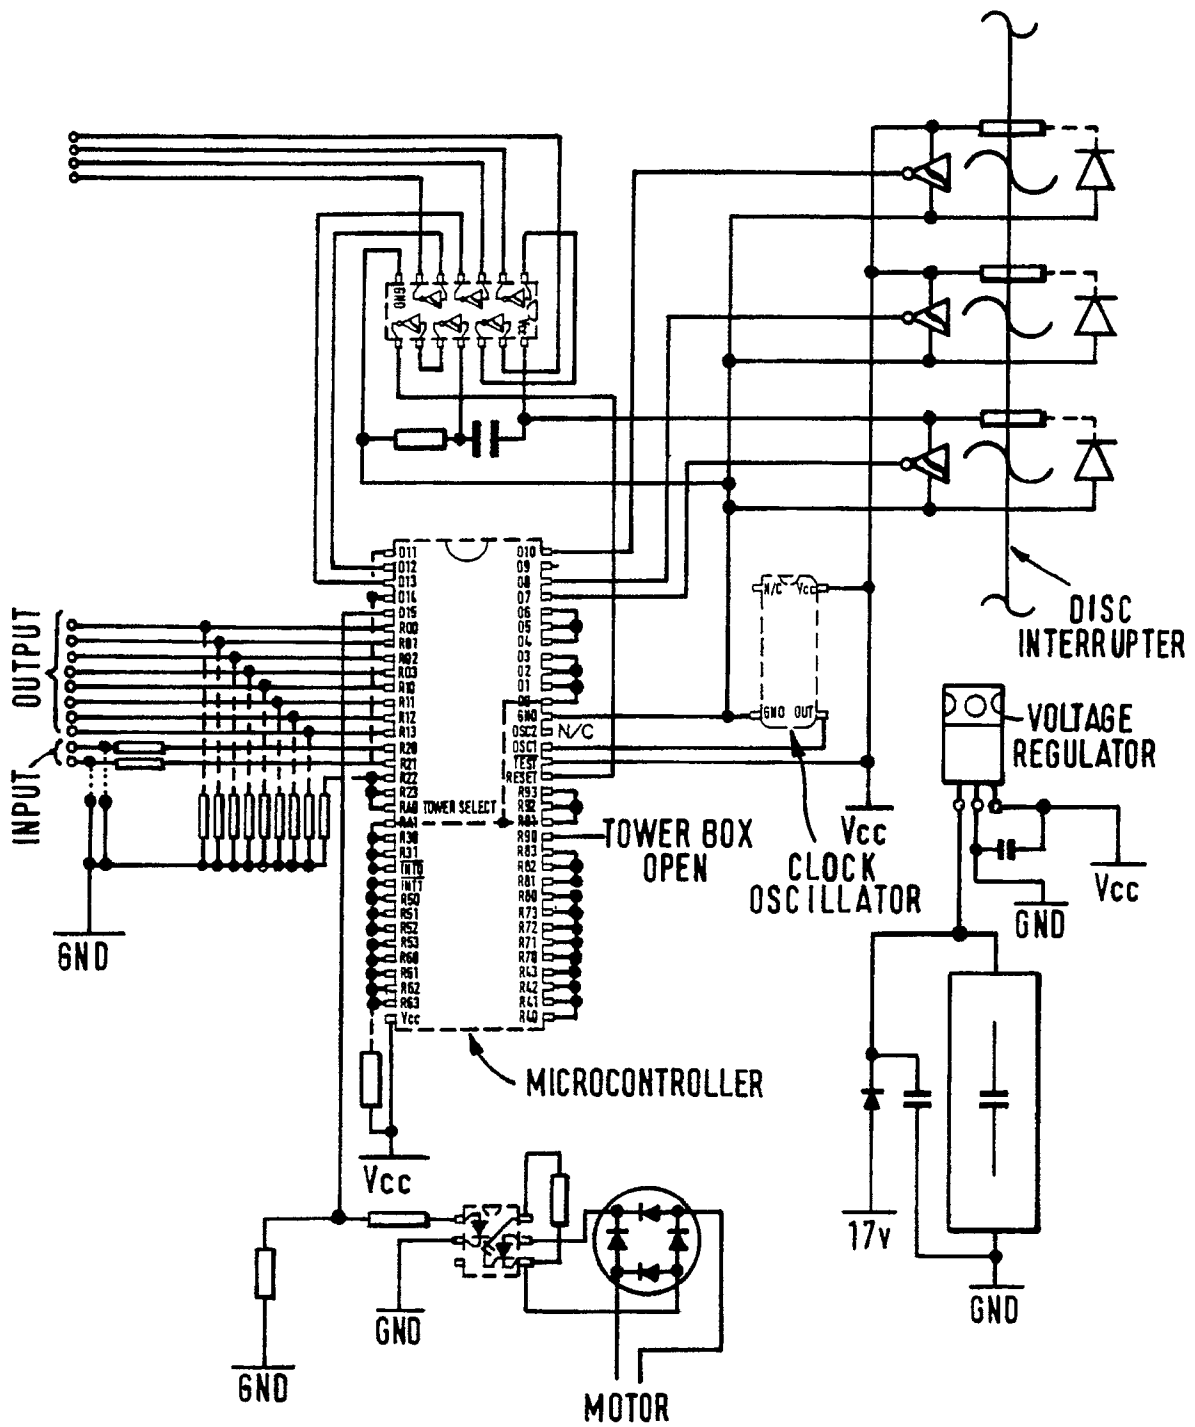 GND
Vcc
D11
D12
D13
D14
D15
R00
R01
R02
R03
R10
R11
R12
R13
R20
R21
R22
R23
RA0
RA1
R30
R31
INT0
INT1
R50
R51
R52
R53
R60
R61
R62
R63
Vcc
D10
D9
D8
D7
D6
D5
D4
D3
D2
D1
D0
GND
OSC2
OSC1
TEST
RESET
R93
R92
R91
R90
R83
R82
R81
R80
R73
R72
R71
R70
R43
R42
R41
R40
TOWER SELECT
N/C
OUTPUT
INPUT
GND
N/C Vcc
GND OUT
DISC
INTERRUPTER
VOLTAGE
REGULATOR
TOWER BOX
OPEN
Vcc
CLOCK
OSCILLATOR
Vcc
GND
MICROCONTROLLER
Vcc
17v
GND
GND
GND
MOTOR